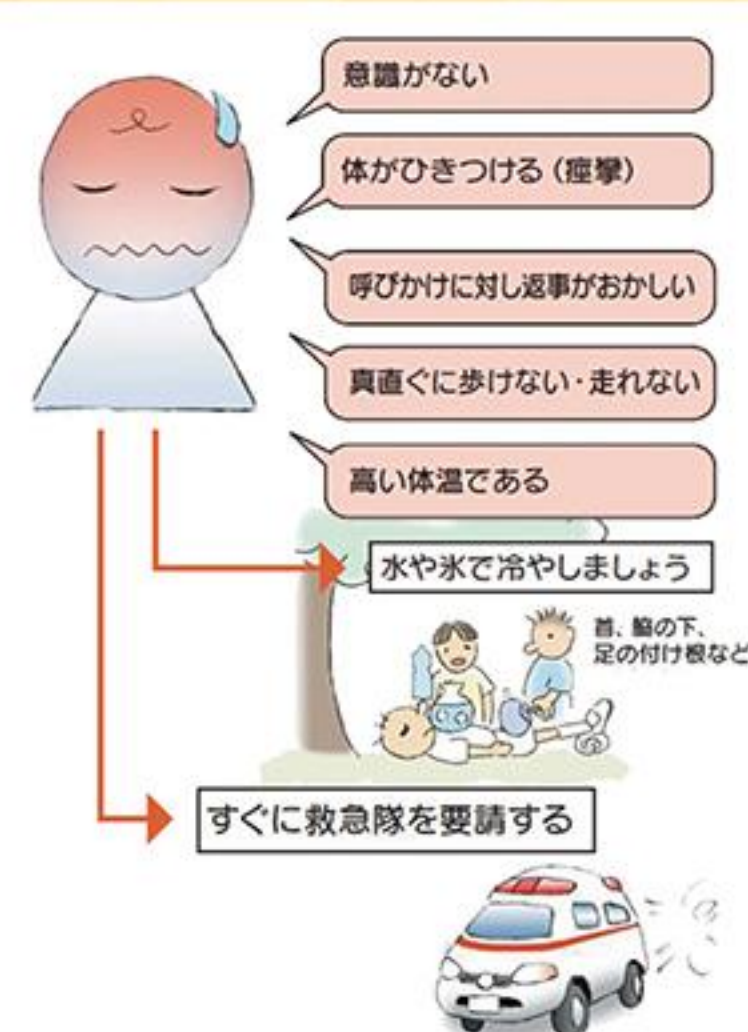 意識がない
体がひきつける（痙攣）
呼びかけに対し返事がおかしい
真直ぐに歩けない・走れない
高い体温である
水や氷で冷やしましょう
首、脇の下、
足の付け根など
すぐに救急隊を要請する